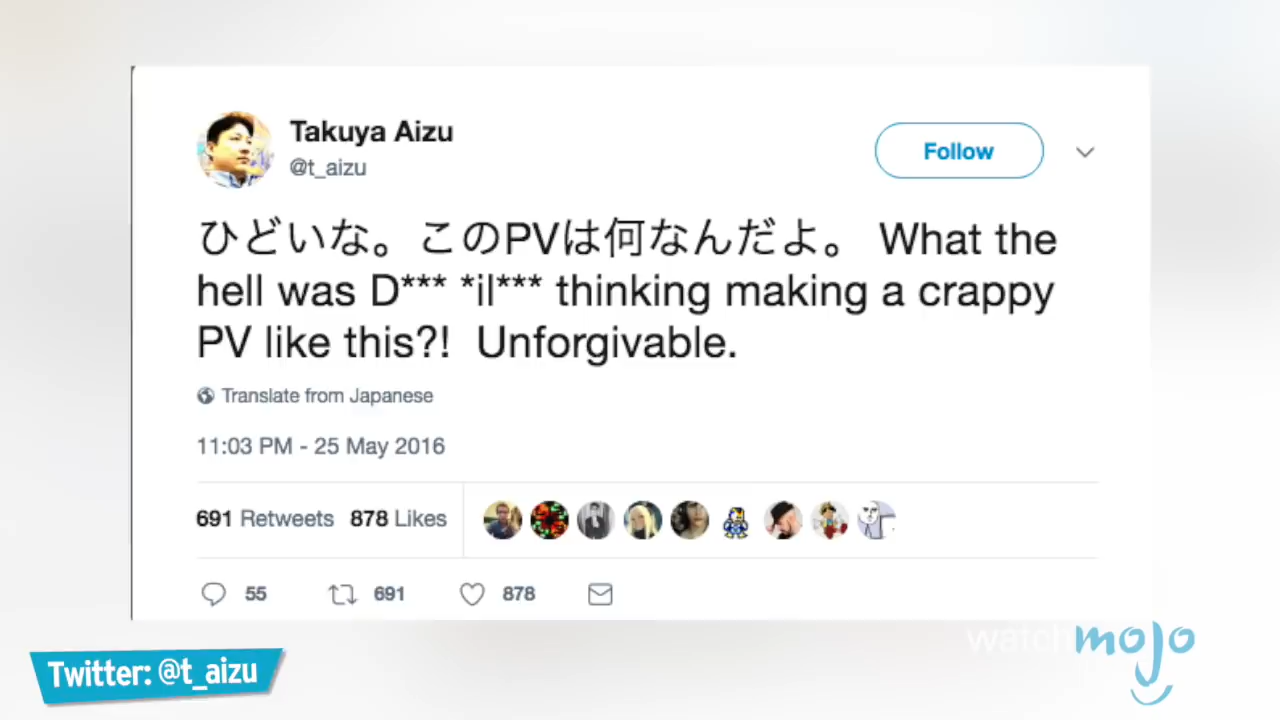 Takuya Aizu
@t_aizu
Follow
ひどいな。このPVは何なんだよ。 What the
hell was D*** *il*** thinking making a crappy
PV like this?! Unforgivable.
Translate from Japanese
11:03 PM - 25 May 2016
691 Retweets 878 Likes
55 691 878
Twitter: @t_aizu
watchmojo